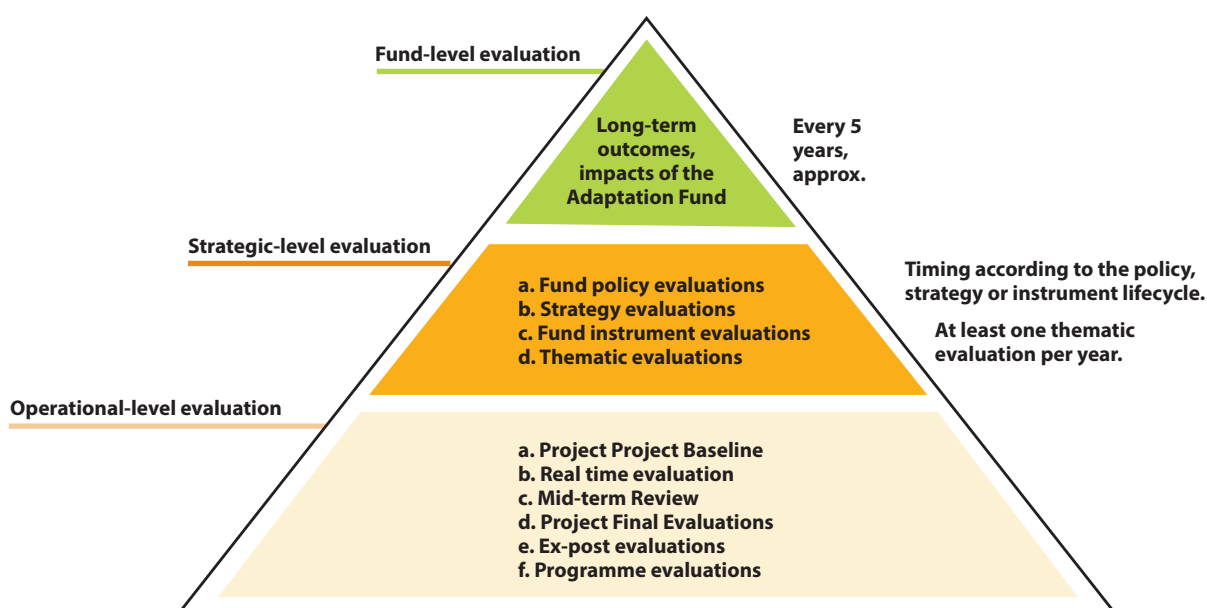 Fund-level evaluation
Long-term
outcomes,
impacts of the
Adaptation Fund
Every 5
years,
approx.
Strategic-level evaluation
a. Fund policy evaluations
b. Strategy evaluations
c. Fund instrument evaluations
d. Thematic evaluations
Timing according to the policy,
strategy or instrument lifecycle.
At least one thematic
evaluation per year.
Operational-level evaluation
a. Project Project Baseline
b. Real time evaluation
c. Mid-term Review
d. Project Final Evaluations
e. Ex-post evaluations
f. Programme evaluations